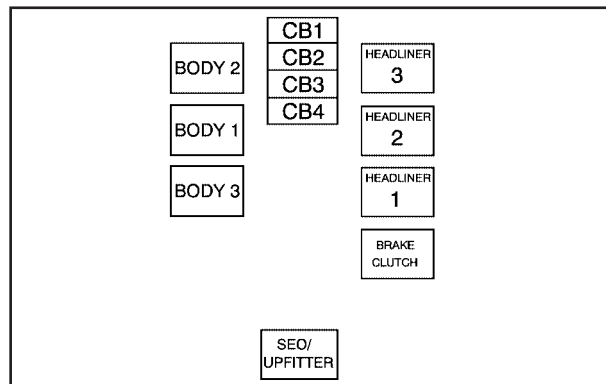 CB1
CB2
CB3
CB4
BODY 2
BODY 1
BODY 3
HEADLINER
3
HEADLINER
2
HEADLINER
1
BRAKE
CLUTCH
SEO/
UPFITTER